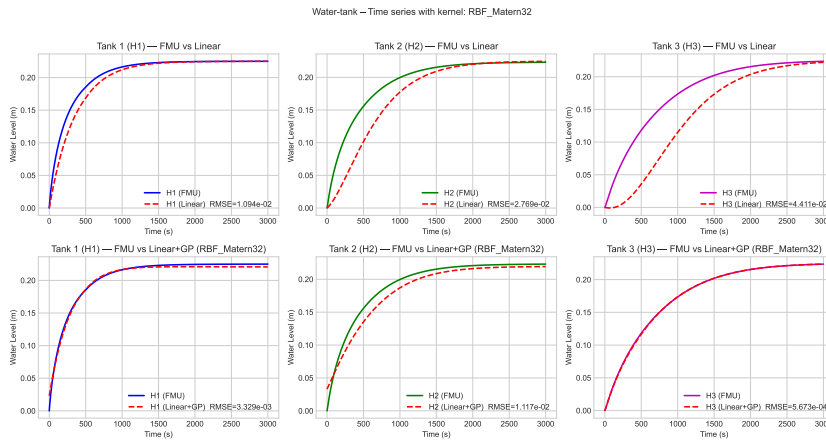 Water-tank – Time series with kernel: RBF_Matern32
Tank 1 (H1) — FMU vs Linear
Tank 2 (H2) — FMU vs Linear
Tank 3 (H3) — FMU vs Linear
Water Level (m)
0.20
0.15
0.10
0.05
0.00
H1 (FMU)
H1 (Linear) RMSE=1.094e-02
0 500 1000 1500 2000 2500 3000
Time (s)
Water Level (m)
0.20
0.15
0.10
0.05
0.00
H2 (FMU)
H2 (Linear) RMSE=2.769e-02
0 500 1000 1500 2000 2500 3000
Time (s)
Water Level (m)
0.20
0.15
0.10
0.05
0.00
H3 (FMU)
H3 (Linear) RMSE=4.411e-02
0 500 1000 1500 2000 2500 300
Time (s)
Tank 1 (H1) — FMU vs Linear+GP (RBF_Matern32)
Tank 2 (H2) — FMU vs Linear+GP (RBF_Matern32)
Tank 3 (H3) — FMU vs Linear+GP (RBF_Matern32)
Water Level (m)
0.20
0.15
0.10
0.05
0.00
H1 (FMU)
H1 (Linear+GP) RMSE=3.329e-03
0 500 1000 1500 2000 2500 3000
Time (s)
Water Level (m)
0.20
0.15
0.10
0.05
0.00
H2 (FMU)
H2 (Linear+GP) RMSE=1.117e-02
0 500 1000 1500 2000 2500 3000
Time (s)
Water Level (m)
0.20
0.15
0.10
0.05
0.00
H3 (FMU)
H3 (Linear+GP) RMSE=5.673e-04
0 500 1000 1500 2000 2500 300
Time (s)